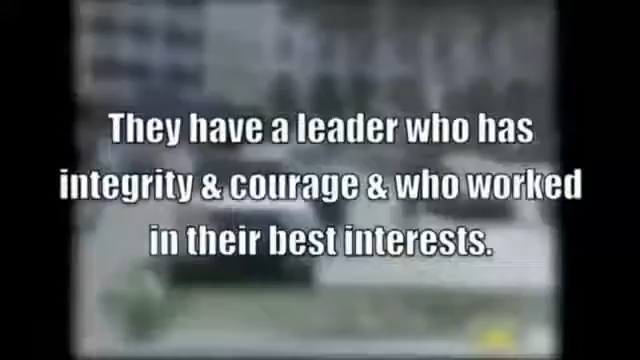 They have a leader who has
integrity & courage & who worked
in their best interests.